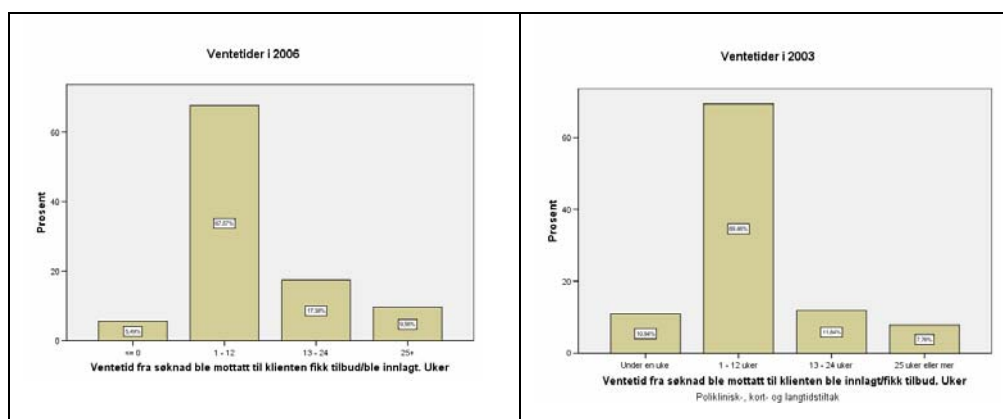 Ventetider i 2006
Prosent
60
40
20
0
67,57%
17,38%
9,56%
5,49%
<= 0
1 - 12
13 - 24
25+
Ventetid fra søknad ble mottatt til klienten fikk tilbud/ble innlagt. Uker
Ventetider i 2003
Prosent
60
40
20
0
69,46%
10,94%
11,84%
7,76%
Under en uke
1 - 12 uker
13 - 24 uker
25 uker eller mer
Ventetid fra søknad ble mottatt til klienten ble innlagt/fikk tilbud. Uker
Poliklinisk-, kort- og langtidstiltak